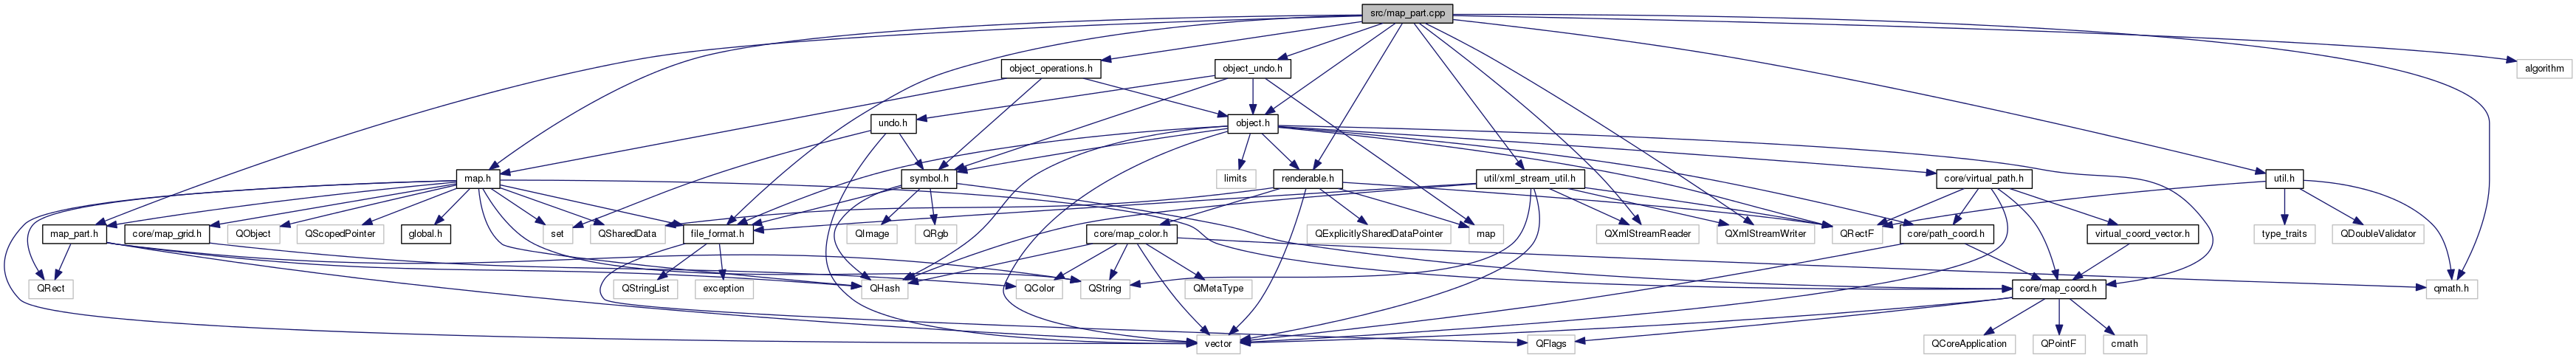 src/map_part.cpp
object_operations.h
object_undo.h
algorithm
undo.h
object.h
map.h
symbol.h
limits
renderable.h
util/xml_stream_util.h
core/virtual_path.h
util.h
map_part.h
core/map_grid.h
QObject
QScopedPointer
global.h
set
QSharedData
file_format.h
QImage
QRgb
core/map_color.h
QExplicitlySharedDataPointer
map
QXmlStreamReader
QXmlStreamWriter
QRectF
core/path_coord.h
virtual_coord_vector.h
type_traits
QDoubleValidator
QRect
QStringList
exception
QHash
QColor
QString
QMetaType
core/map_coord.h
qmath.h
vector
QFlags
QCoreApplication
QPointF
cmath